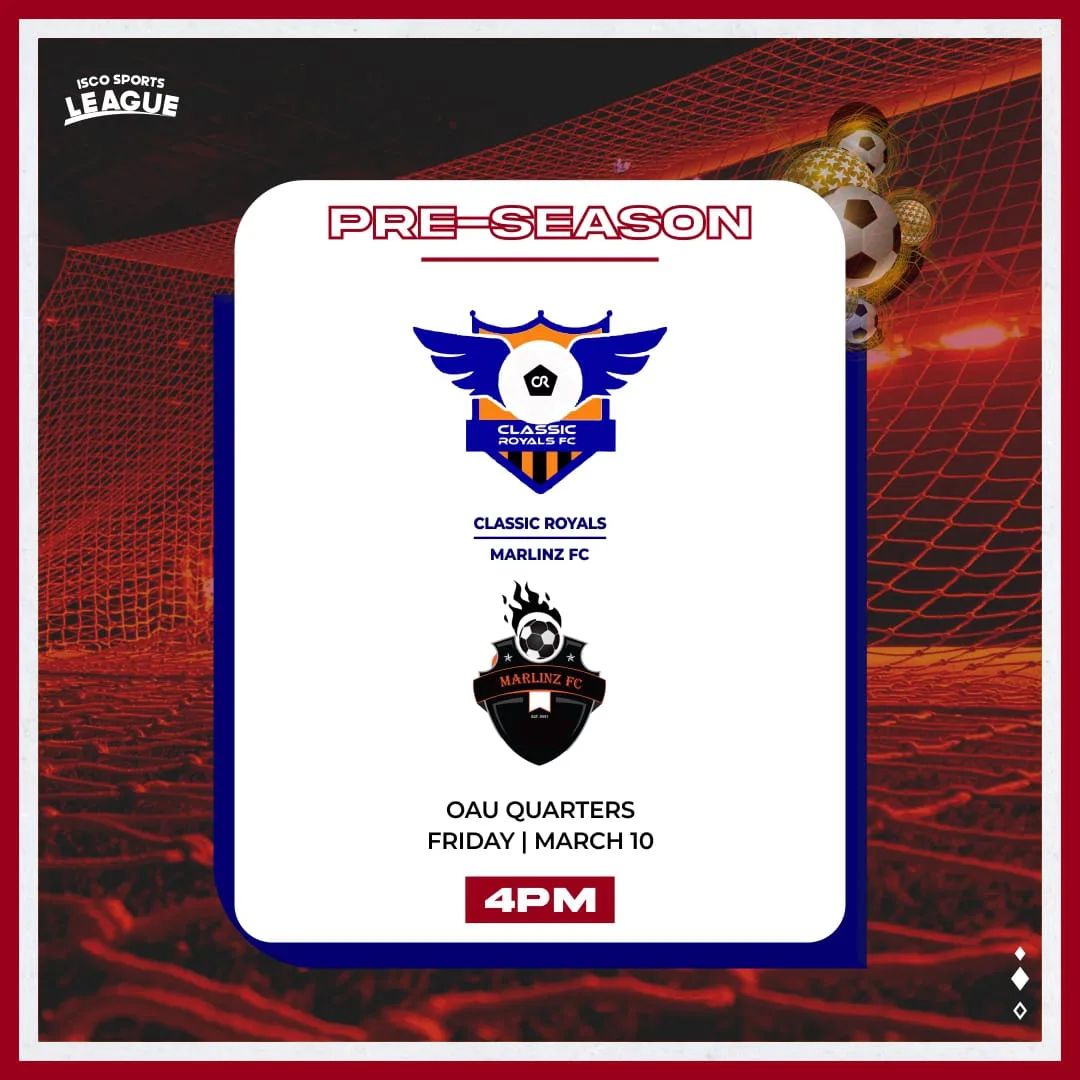 ISCO SPORTS
LEAGUE
PRE-SEASON
CR
CLASSIC
ROYALS FC
CLASSIC ROYALS
MARLINZ FC
MARLINZ FC
OAU QUARTERS
FRIDAY | MARCH 10
4PM